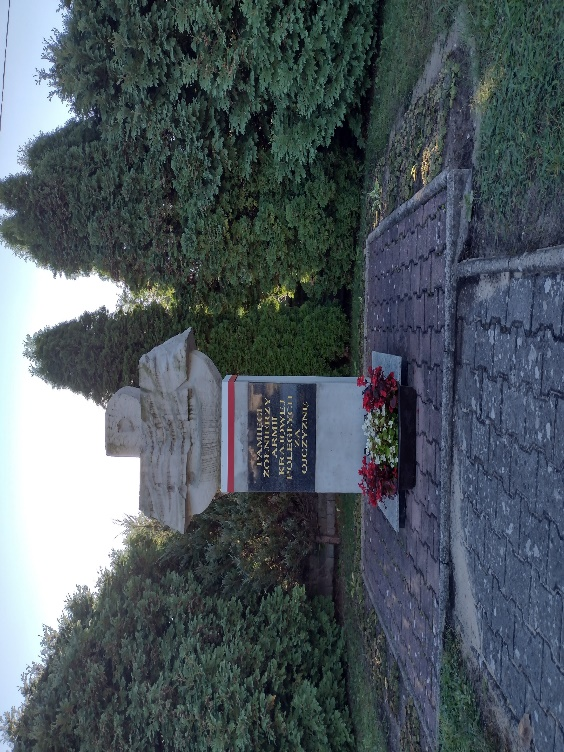 PAMIĘCI
ŻOŁNIERZY
ARMII
KRAJOWEJ
POLEGŁYCH
ZA
OJCZYZNĘ